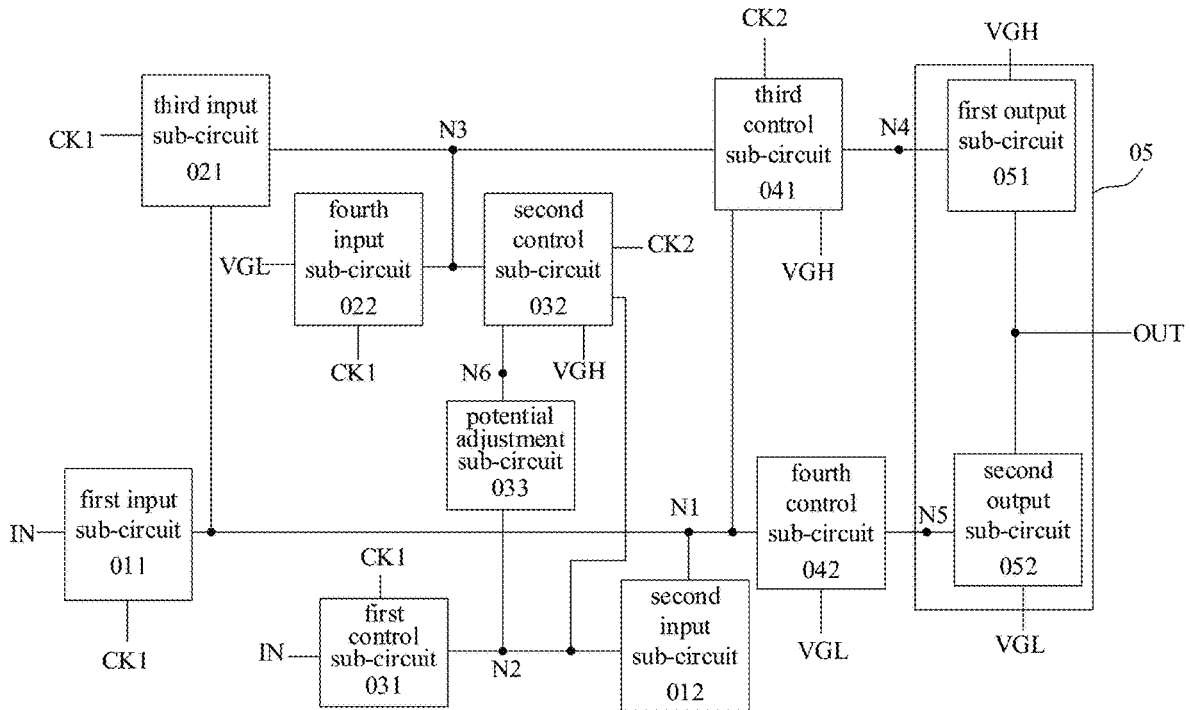 CK2
VGH
third input
sub-circuit
021
CK1
N3
third
control
sub-circuit
041
N4
first output
sub-circuit
051
05
fourth
input
sub-circuit
022
VGL
CK1
second
control
sub-circuit
032
CK2
VGH
VGH
N6
OUT
potential
adjustment
sub-circuit
033
first input
sub-circuit
011
IN
CK1
N1
fourth
control
sub-circuit
042
VGL
N5
second
output
sub-circuit
052
VGL
CK1
first
control
sub-circuit
031
IN
N2
second
input
sub-circuit
012